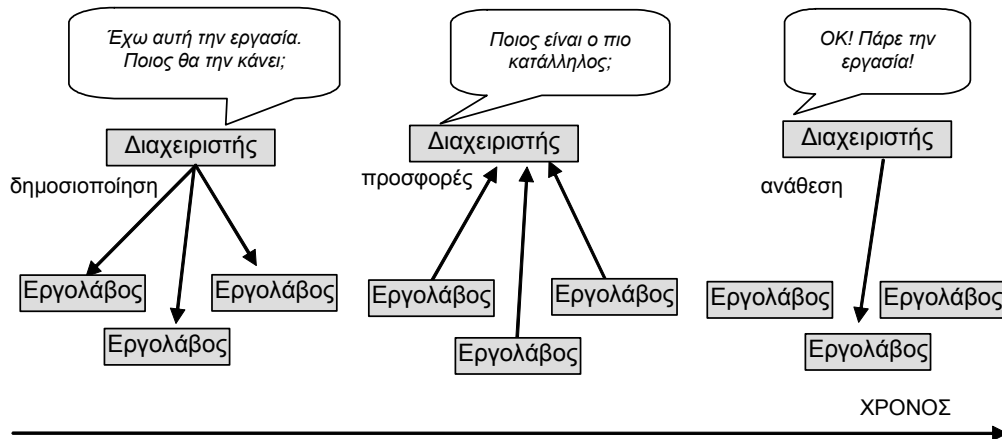 Έχω αυτή την εργασία.
Ποιος θα την κάνει;
Διαχειριστής
δημοσιοποίηση
Εργολάβος
Εργολάβος
Εργολάβος
Ποιος είναι ο πιο
κατάλληλος;
Διαχειριστής
προσφορές
Εργολάβος
Εργολάβος
Εργολάβος
OK! Πάρε την
εργασία!
Διαχειριστής
ανάθεση
Εργολάβος
Εργολάβος
Εργολάβος
ΧΡΟΝΟΣ